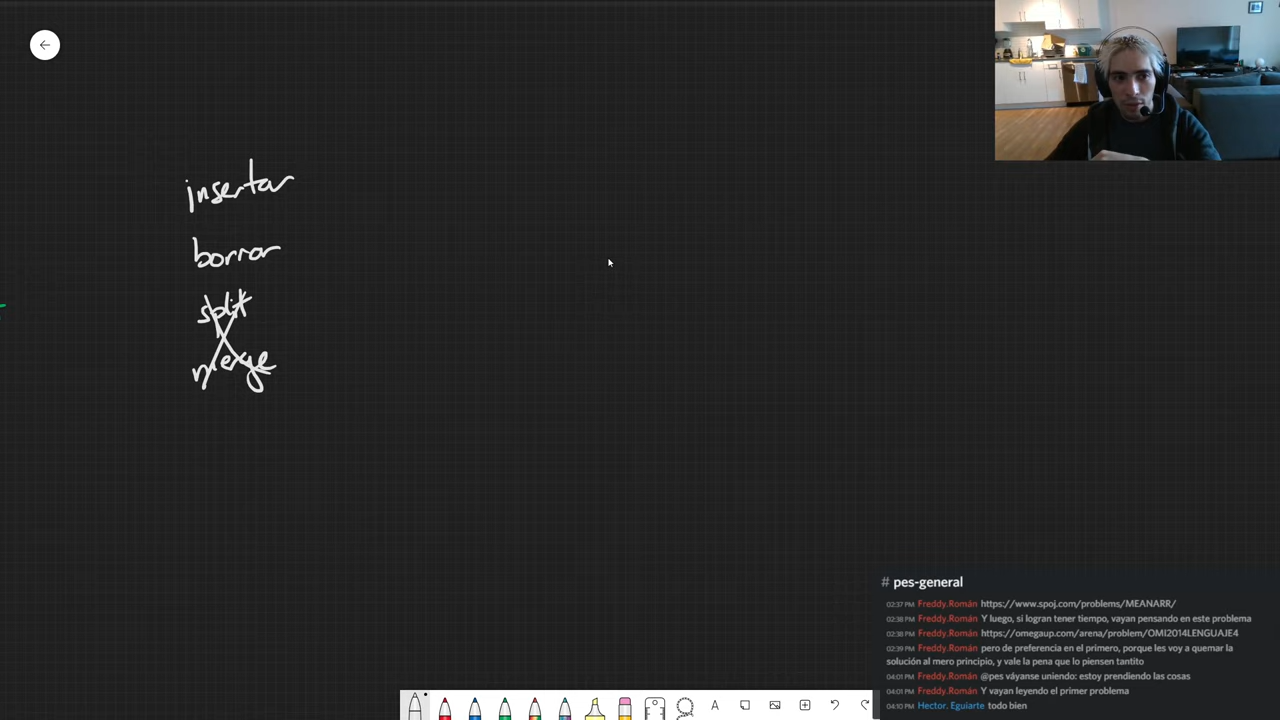 insertar
borrar
split
merge
# pes-general
02:37 PM Freddy.Román https://www.spoj.com/problems/MEANARR/
02:38 PM Freddy.Román Y luego, si logran tener tiempo, vayan pensando en este problema
02:38 PM Freddy.Román https://omegaup.com/arena/problem/OMI2014LENGUAJE4
02:39 PM Freddy.Román pero de preferencia en el primero, porque les voy a quemar la
solución al mero principio, y vale la pena que lo piensen tantito
04:01 PM Freddy.Román @pes váyanse uniendo: estoy prendiendo las cosas
04:01 PM Freddy.Román Y vayan leyendo el primer problema
04:10 PM Hector. Eguiarte todo bien
A